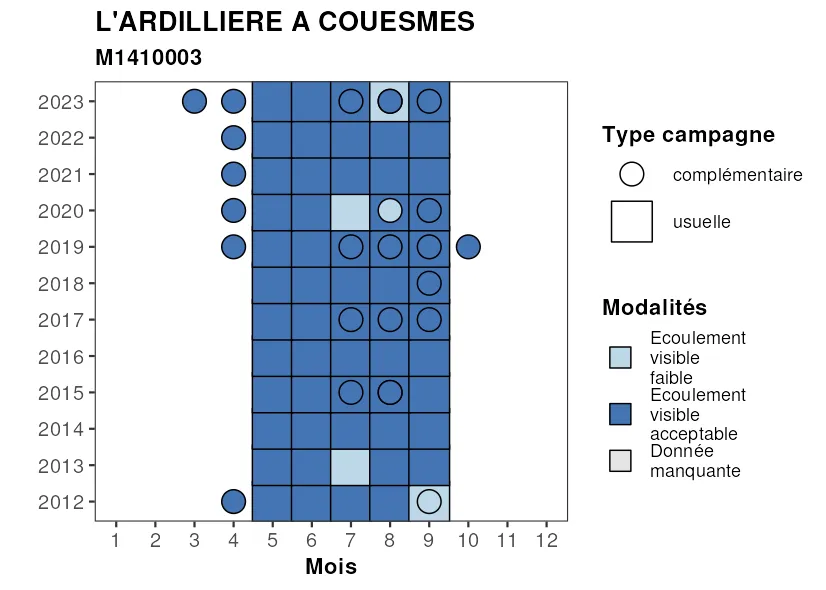 L'ARDILLIERE A COUESMES
M1410003
2023
2022
2021
2020
2019
2018
2017
2016
2015
2014
2013
2012
1 2 3 4 5 6 7 8 9 10 11 12
Mois
Type campagne
complémentaire
usuelle
Modalités
Ecoulement
visible
faible
Ecoulement
visible
acceptable
Donnée
manquante